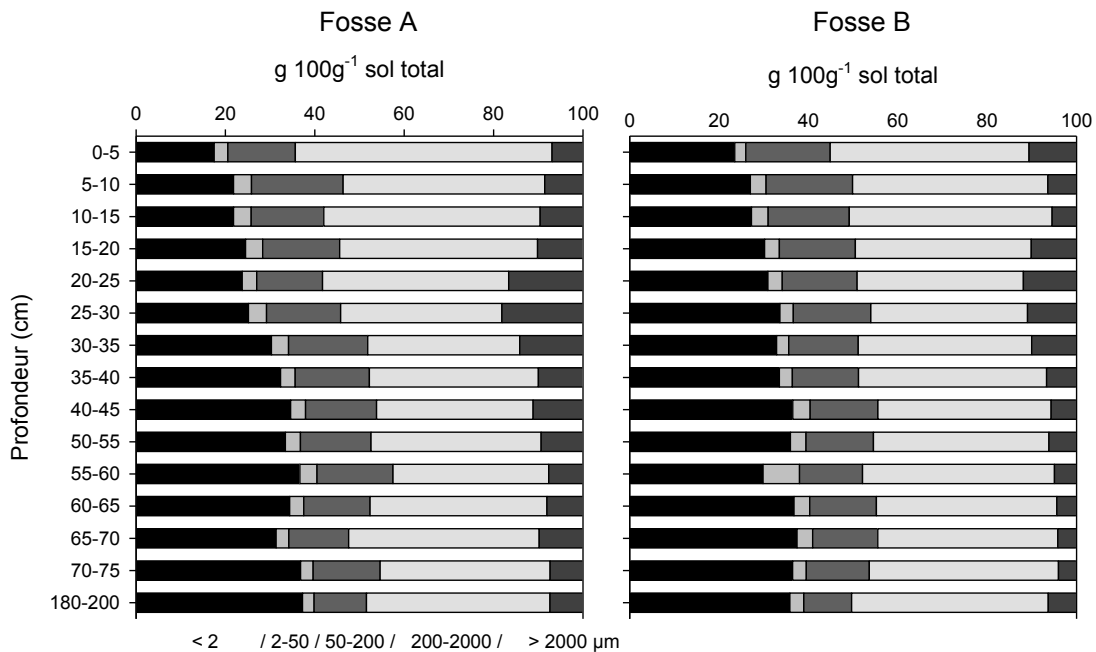 Fosse A
Fosse B
g 100g⁻¹ sol total
g 100g⁻¹ sol total
0 20 40 60 80 100
0 20 40 60 80 100
Profondeur (cm)
0-5
5-10
10-15
15-20
20-25
25-30
30-35
35-40
40-45
50-55
55-60
60-65
65-70
70-75
180-200
< 2 / 2-50 / 50-200 / 200-2000 / > 2000 µm